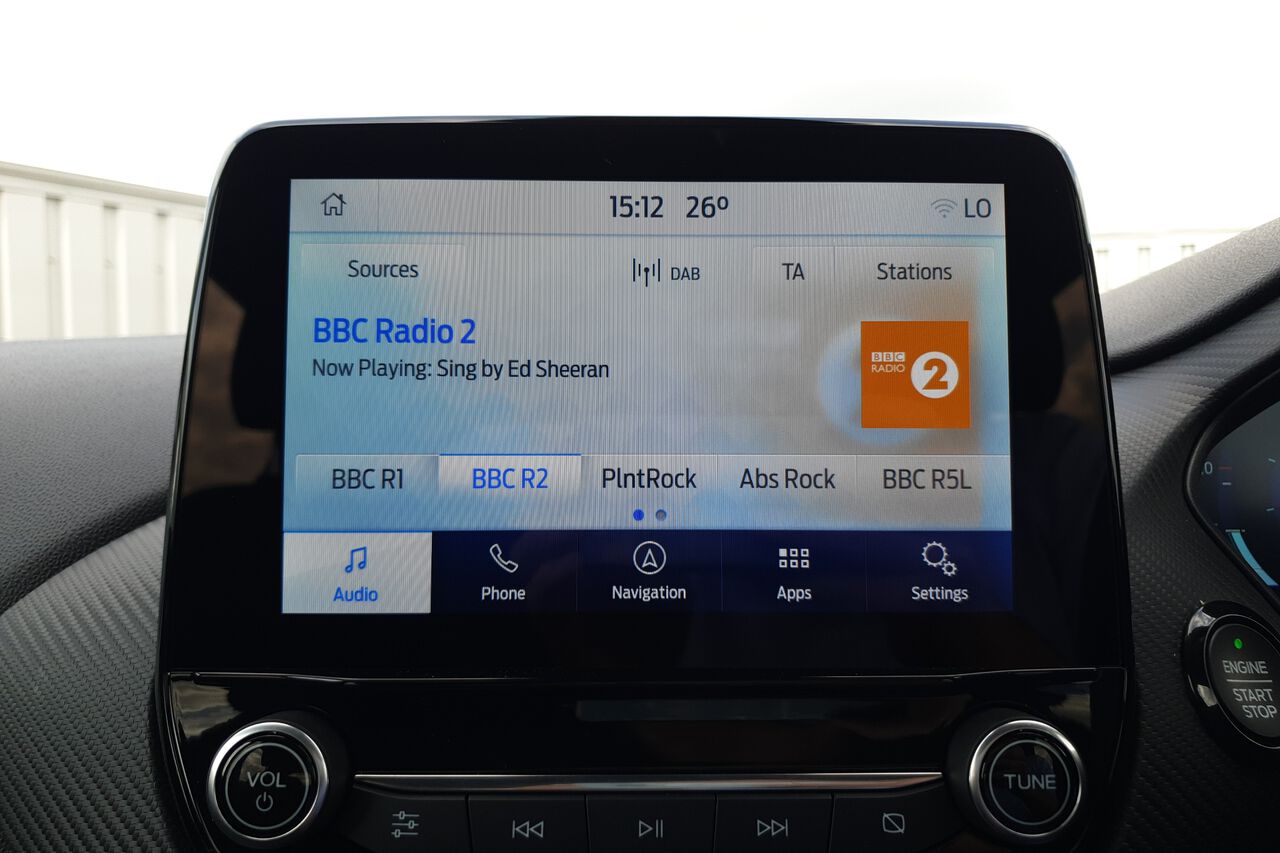 15:12 26º LO
Sources DAB TA Stations
BBC Radio 2
Now Playing: Sing by Ed Sheeran
BBC
RADIO 2
BBC R1 BBC R2 PlntRock Abs Rock BBC R5L
Audio Phone Navigation Apps Settings
ENGINE
START
STOP
VOL TUNE
0